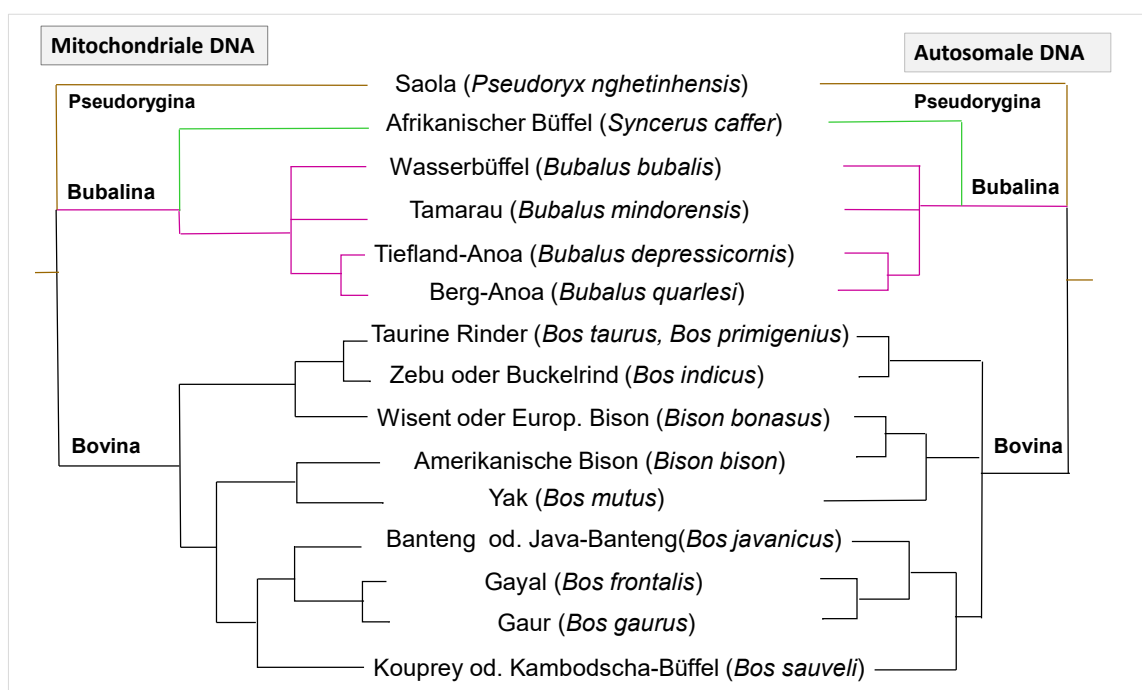 Mitochondriale DNA
Autosomale DNA
Saola (Pseudoryx nghetinhensis)
Pseudorygina
Pseudorygina
Afrikanischer Büffel (Syncerus caffer)
Wasserbüffel (Bubalus bubalis)
Bubalina
Bubalina
Tamarau (Bubalus mindorensis)
Tiefland-Anoa (Bubalus depressicornis)
Berg-Anoa (Bubalus quarlesi)
Taurine Rinder (Bos taurus, Bos primigenius)
Zebu oder Buckelrind (Bos indicus)
Wisent oder Europ. Bison (Bison bonasus)
Bovina
Bovina
Amerikanische Bison (Bison bison)
Yak (Bos mutus)
Banteng od. Java-Banteng(Bos javanicus)
Gayal (Bos frontalis)
Gaur (Bos gaurus)
Kouprey od. Kambodscha-Büffel (Bos sauveli)